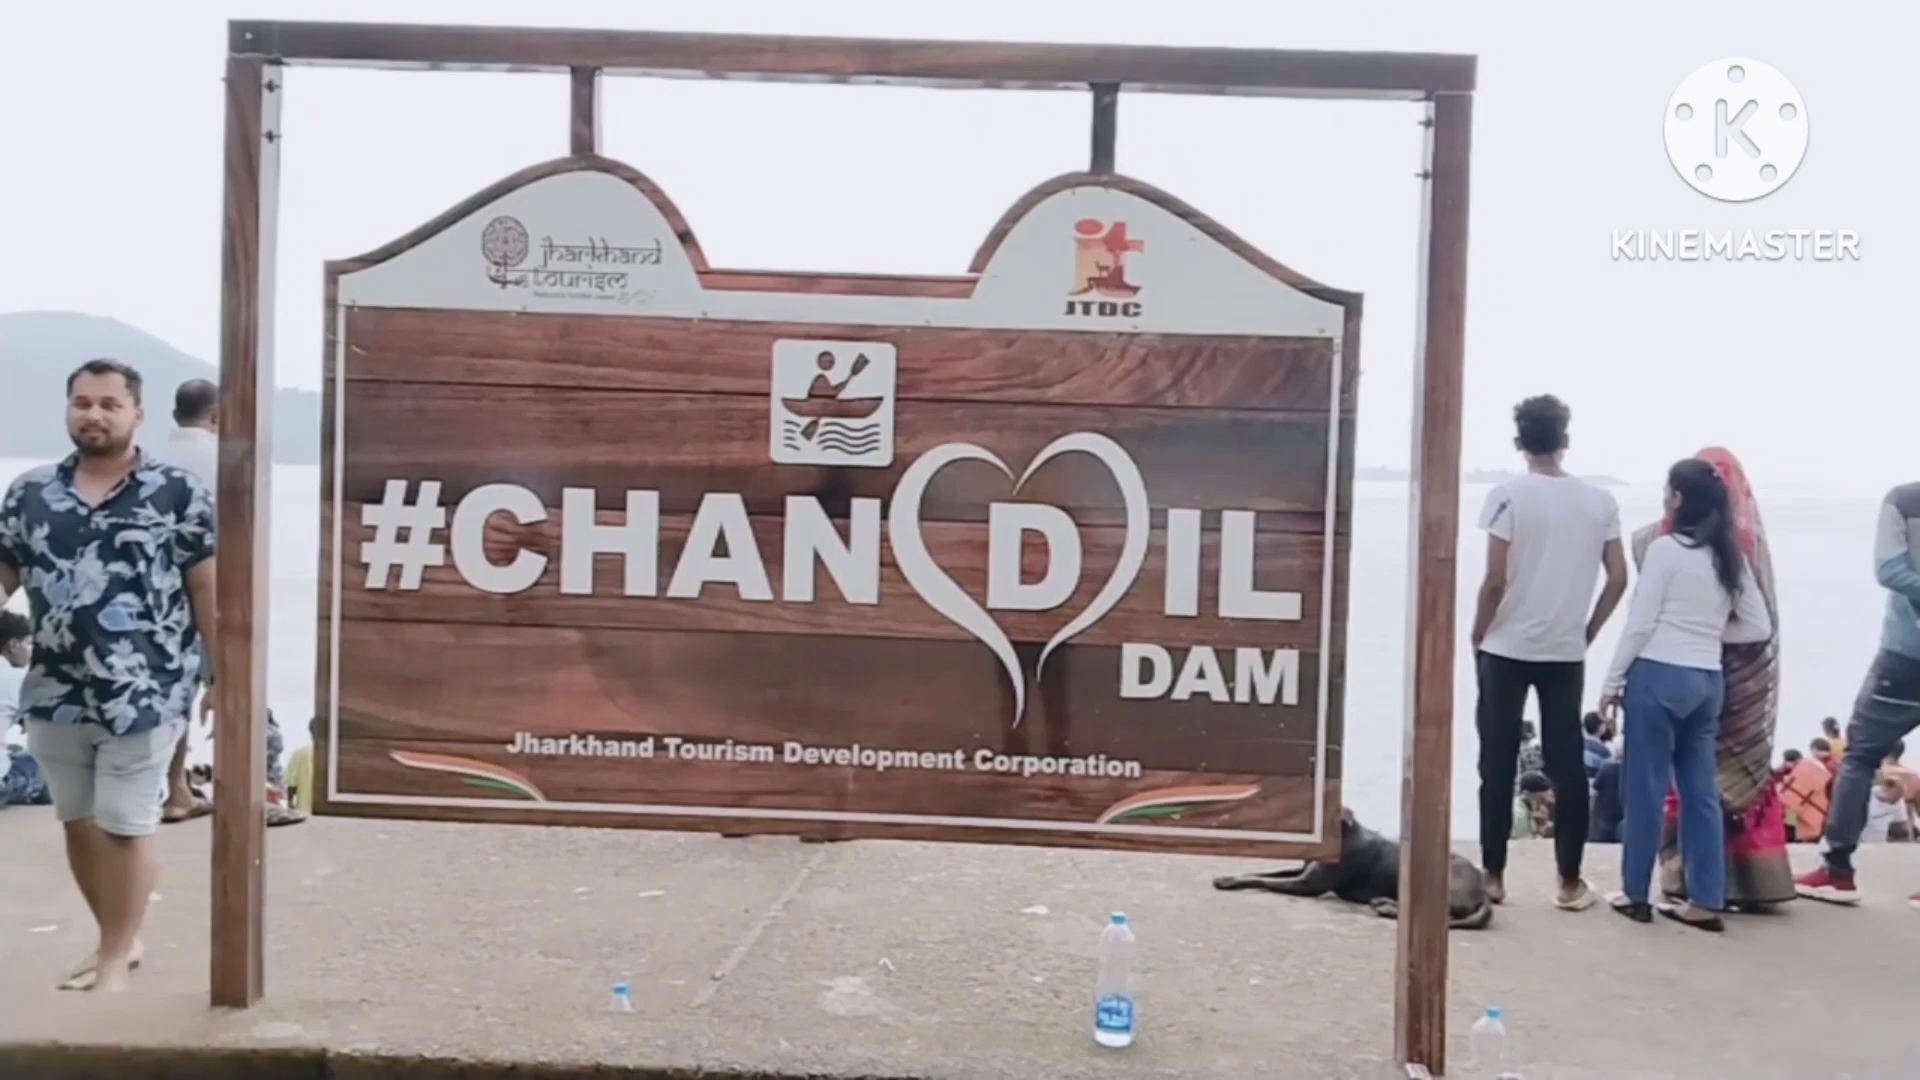 jharkhand
tourism
JTDC
K
KINEMASTER
#CHANDIL
DAM
Jharkhand Tourism Development Corporation